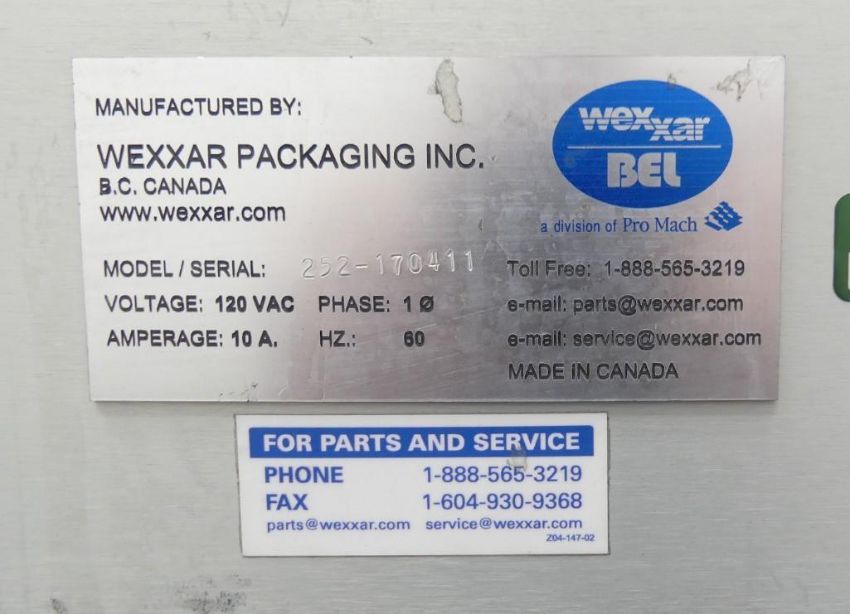 MANUFACTURED BY:
WEXXAR PACKAGING INC.
B.C. CANADA
www.wexxar.com
wexxar
BEL
a division of Pro Mach
MODEL / SERIAL: 252-170411
VOLTAGE: 120 VAC PHASE: 1 Ø
AMPERAGE: 10 A. HZ.: 60
Toll Free: 1-888-565-3219
e-mail: parts@wexxar.com
e-mail: service@wexxar.com
MADE IN CANADA
FOR PARTS AND SERVICE
PHONE 1-888-565-3219
FAX 1-604-930-9368
parts@wexxar.com service@wexxar.com
Z04-147-02